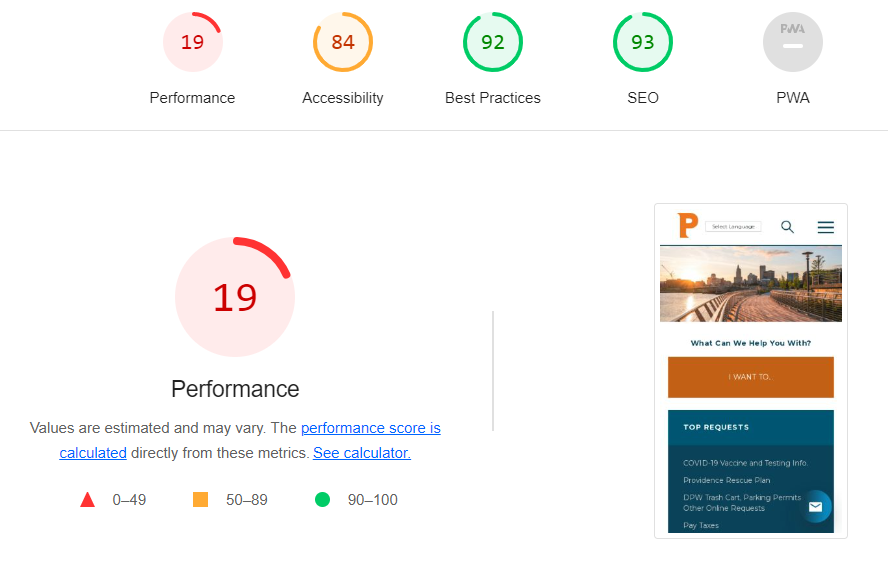 19
84
92
93
PWA
Performance
Accessibility
Best Practices
SEO
PWA
19
Performance
Values are estimated and may vary. The performance score is
calculated directly from these metrics. See calculator.
0–49
50–89
90–100
P
Select Language
What Can We Help You With?
I WANT TO..
TOP REQUESTS
COVID-19 Vaccine and Testing Info.
Providence Rescue Plan
DPW Trash Cart, Parking Permits
Other Online Requests
Pay Taxes